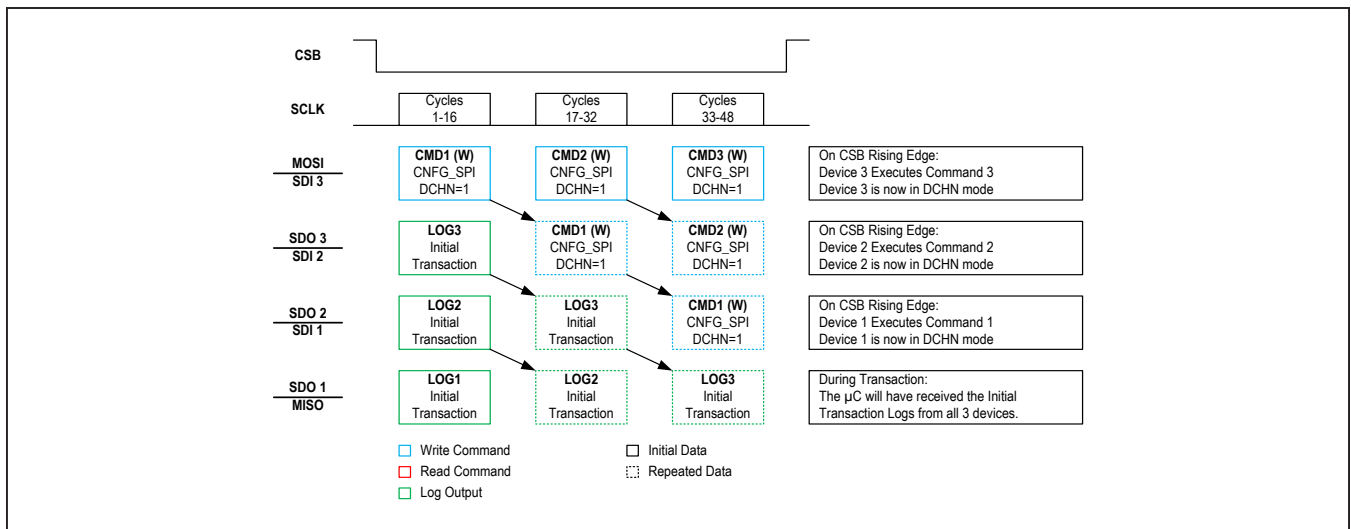 CSB
SCLK
Cycles
1-16
Cycles
17-32
Cycles
33-48
MOSI
SDI 3
CMD1 (W)
CNFG_SPI
DCHN=1
CMD2 (W)
CNFG_SPI
DCHN=1
CMD3 (W)
CNFG_SPI
DCHN=1
On CSB Rising Edge:
Device 3 Executes Command 3
Device 3 is now in DCHN mode
SDO 3
SDI 2
LOG3
Initial
Transaction
CMD1 (W)
CNFG_SPI
DCHN=1
CMD2 (W)
CNFG_SPI
DCHN=1
On CSB Rising Edge:
Device 2 Executes Command 2
Device 2 is now in DCHN mode
SDO 2
SDI 1
LOG2
Initial
Transaction
LOG3
Initial
Transaction
CMD1 (W)
CNFG_SPI
DCHN=1
On CSB Rising Edge:
Device 1 Executes Command 1
Device 1 is now in DCHN mode
SDO 1
MISO
LOG1
Initial
Transaction
LOG2
Initial
Transaction
LOG3
Initial
Transaction
During Transaction:
The µC will have received the Initial
Transaction Logs from all 3 devices.
Write Command
Read Command
Log Output
Initial Data
Repeated Data